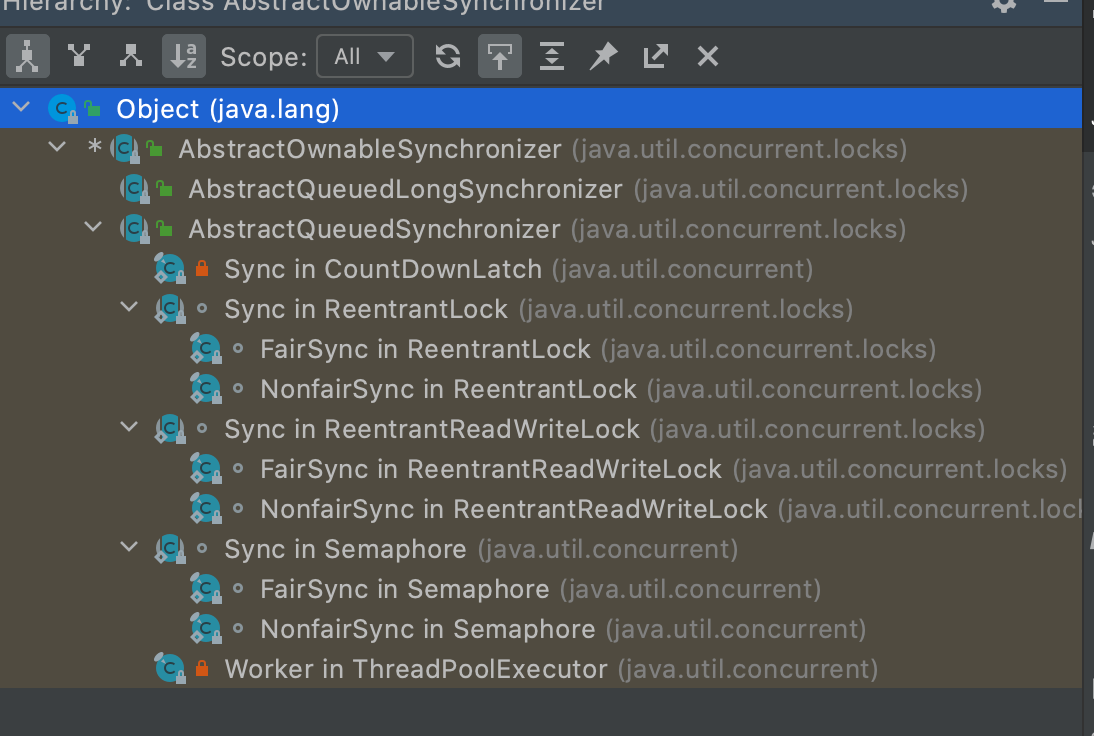 Hierarchy: Class AbstractOwnableSynchronizer
Scope: All
Object (java.lang)
* AbstractOwnableSynchronizer (java.util.concurrent.locks)
AbstractQueuedLongSynchronizer (java.util.concurrent.locks)
AbstractQueuedSynchronizer (java.util.concurrent.locks)
Sync in CountDownLatch (java.util.concurrent)
Sync in ReentrantLock (java.util.concurrent.locks)
FairSync in ReentrantLock (java.util.concurrent.locks)
NonfairSync in ReentrantLock (java.util.concurrent.locks)
Sync in ReentrantReadWriteLock (java.util.concurrent.locks)
FairSync in ReentrantReadWriteLock (java.util.concurrent.locks)
NonfairSync in ReentrantReadWriteLock (java.util.concurrent.lock
Sync in Semaphore (java.util.concurrent)
FairSync in Semaphore (java.util.concurrent)
NonfairSync in Semaphore (java.util.concurrent)
Worker in ThreadPoolExecutor (java.util.concurrent)